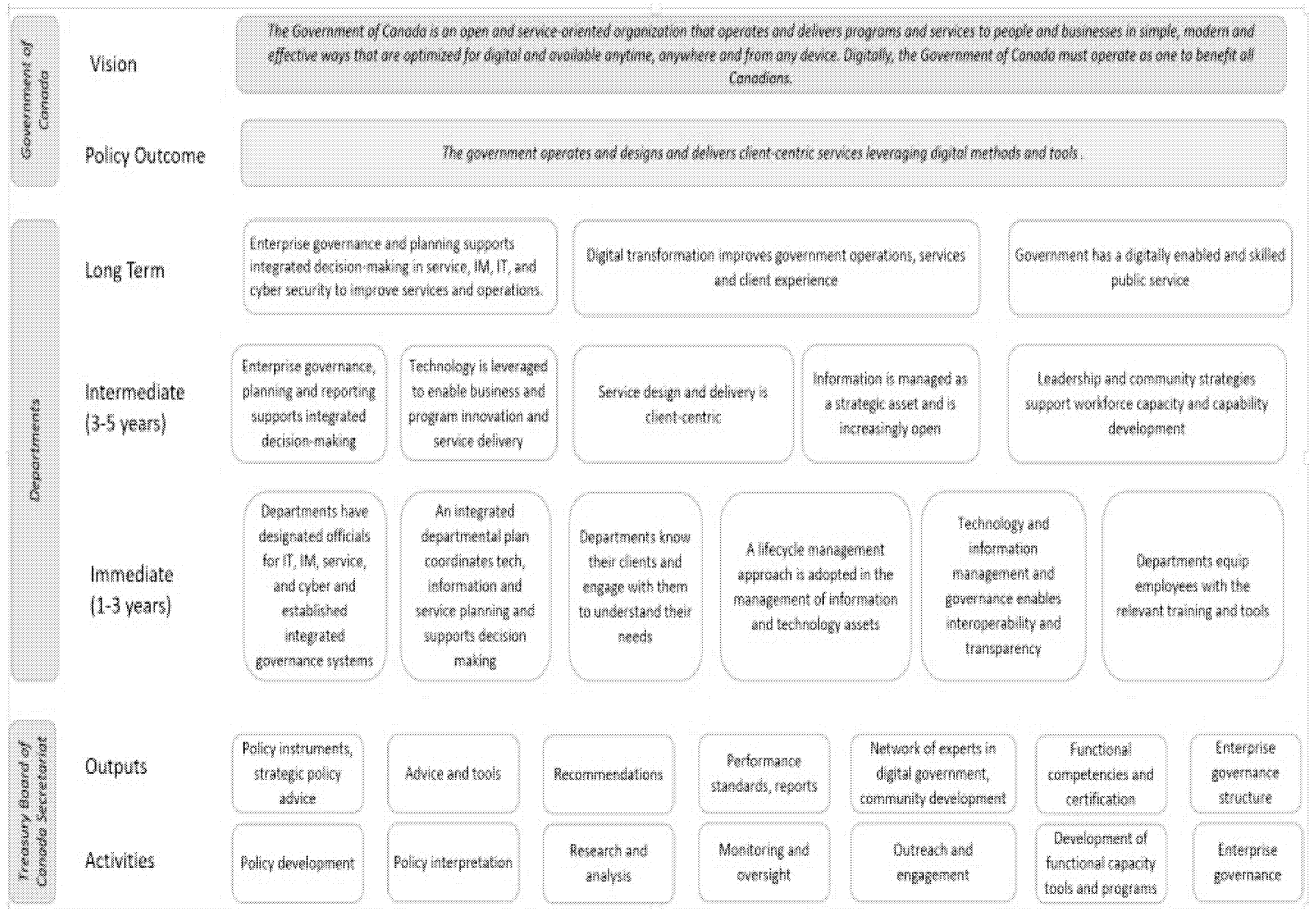 Government of
Canada
Vision
The Government of Canada is an open and service-oriented organization that operates and delivers programs and services to people and businesses in simple, modern and
effective ways that are optimized for digital and available anytime, anywhere and from any device. Digitally, the Government of Canada must operate as one to benefit all
Canadians.
Policy Outcome
The government operates and designs and delivers client-centric services leveraging digital methods and tools .
Departments
Long Term
Enterprise governance and planning supports
integrated decision-making in service, IM, IT, and
cyber security to improve services and operations.
Digital transformation improves government operations, services
and client experience
Government has a digitally enabled and skilled
public service
Intermediate
(3-5 years)
Enterprise governance,
planning and reporting
supports integrated
decision-making
Technology is leveraged
to enable business and
program innovation and
service delivery
Service design and delivery is
client-centric
Information is managed as
a strategic asset and is
increasingly open
Leadership and community strategies
support workforce capacity and capability
development
Immediate
(1-3 years)
Departments have
designated officials
for IT, IM, service,
and cyber and
established
integrated
governance systems
An integrated
departmental plan
coordinates tech,
information and
service planning and
supports decision
making
Departments know
their clients and
engage with them
to understand their
needs
A lifecycle management
approach is adopted in the
management of information
and technology assets
Technology and
information
management and
governance enables
interoperability and
transparency
Departments equip
employees with the
relevant training and tools
Treasury Board of
Canada Secretariat
Outputs
Policy instruments,
strategic policy
advice
Advice and tools
Recommendations
Performance
standards, reports
Network of experts in
digital government,
community development
Functional
competencies and
certification
Enterprise
governance
structure
Activities
Policy development
Policy interpretation
Research and
analysis
Monitoring and
oversight
Outreach and
engagement
Development of
functional capacity
tools and programs
Enterprise
governance